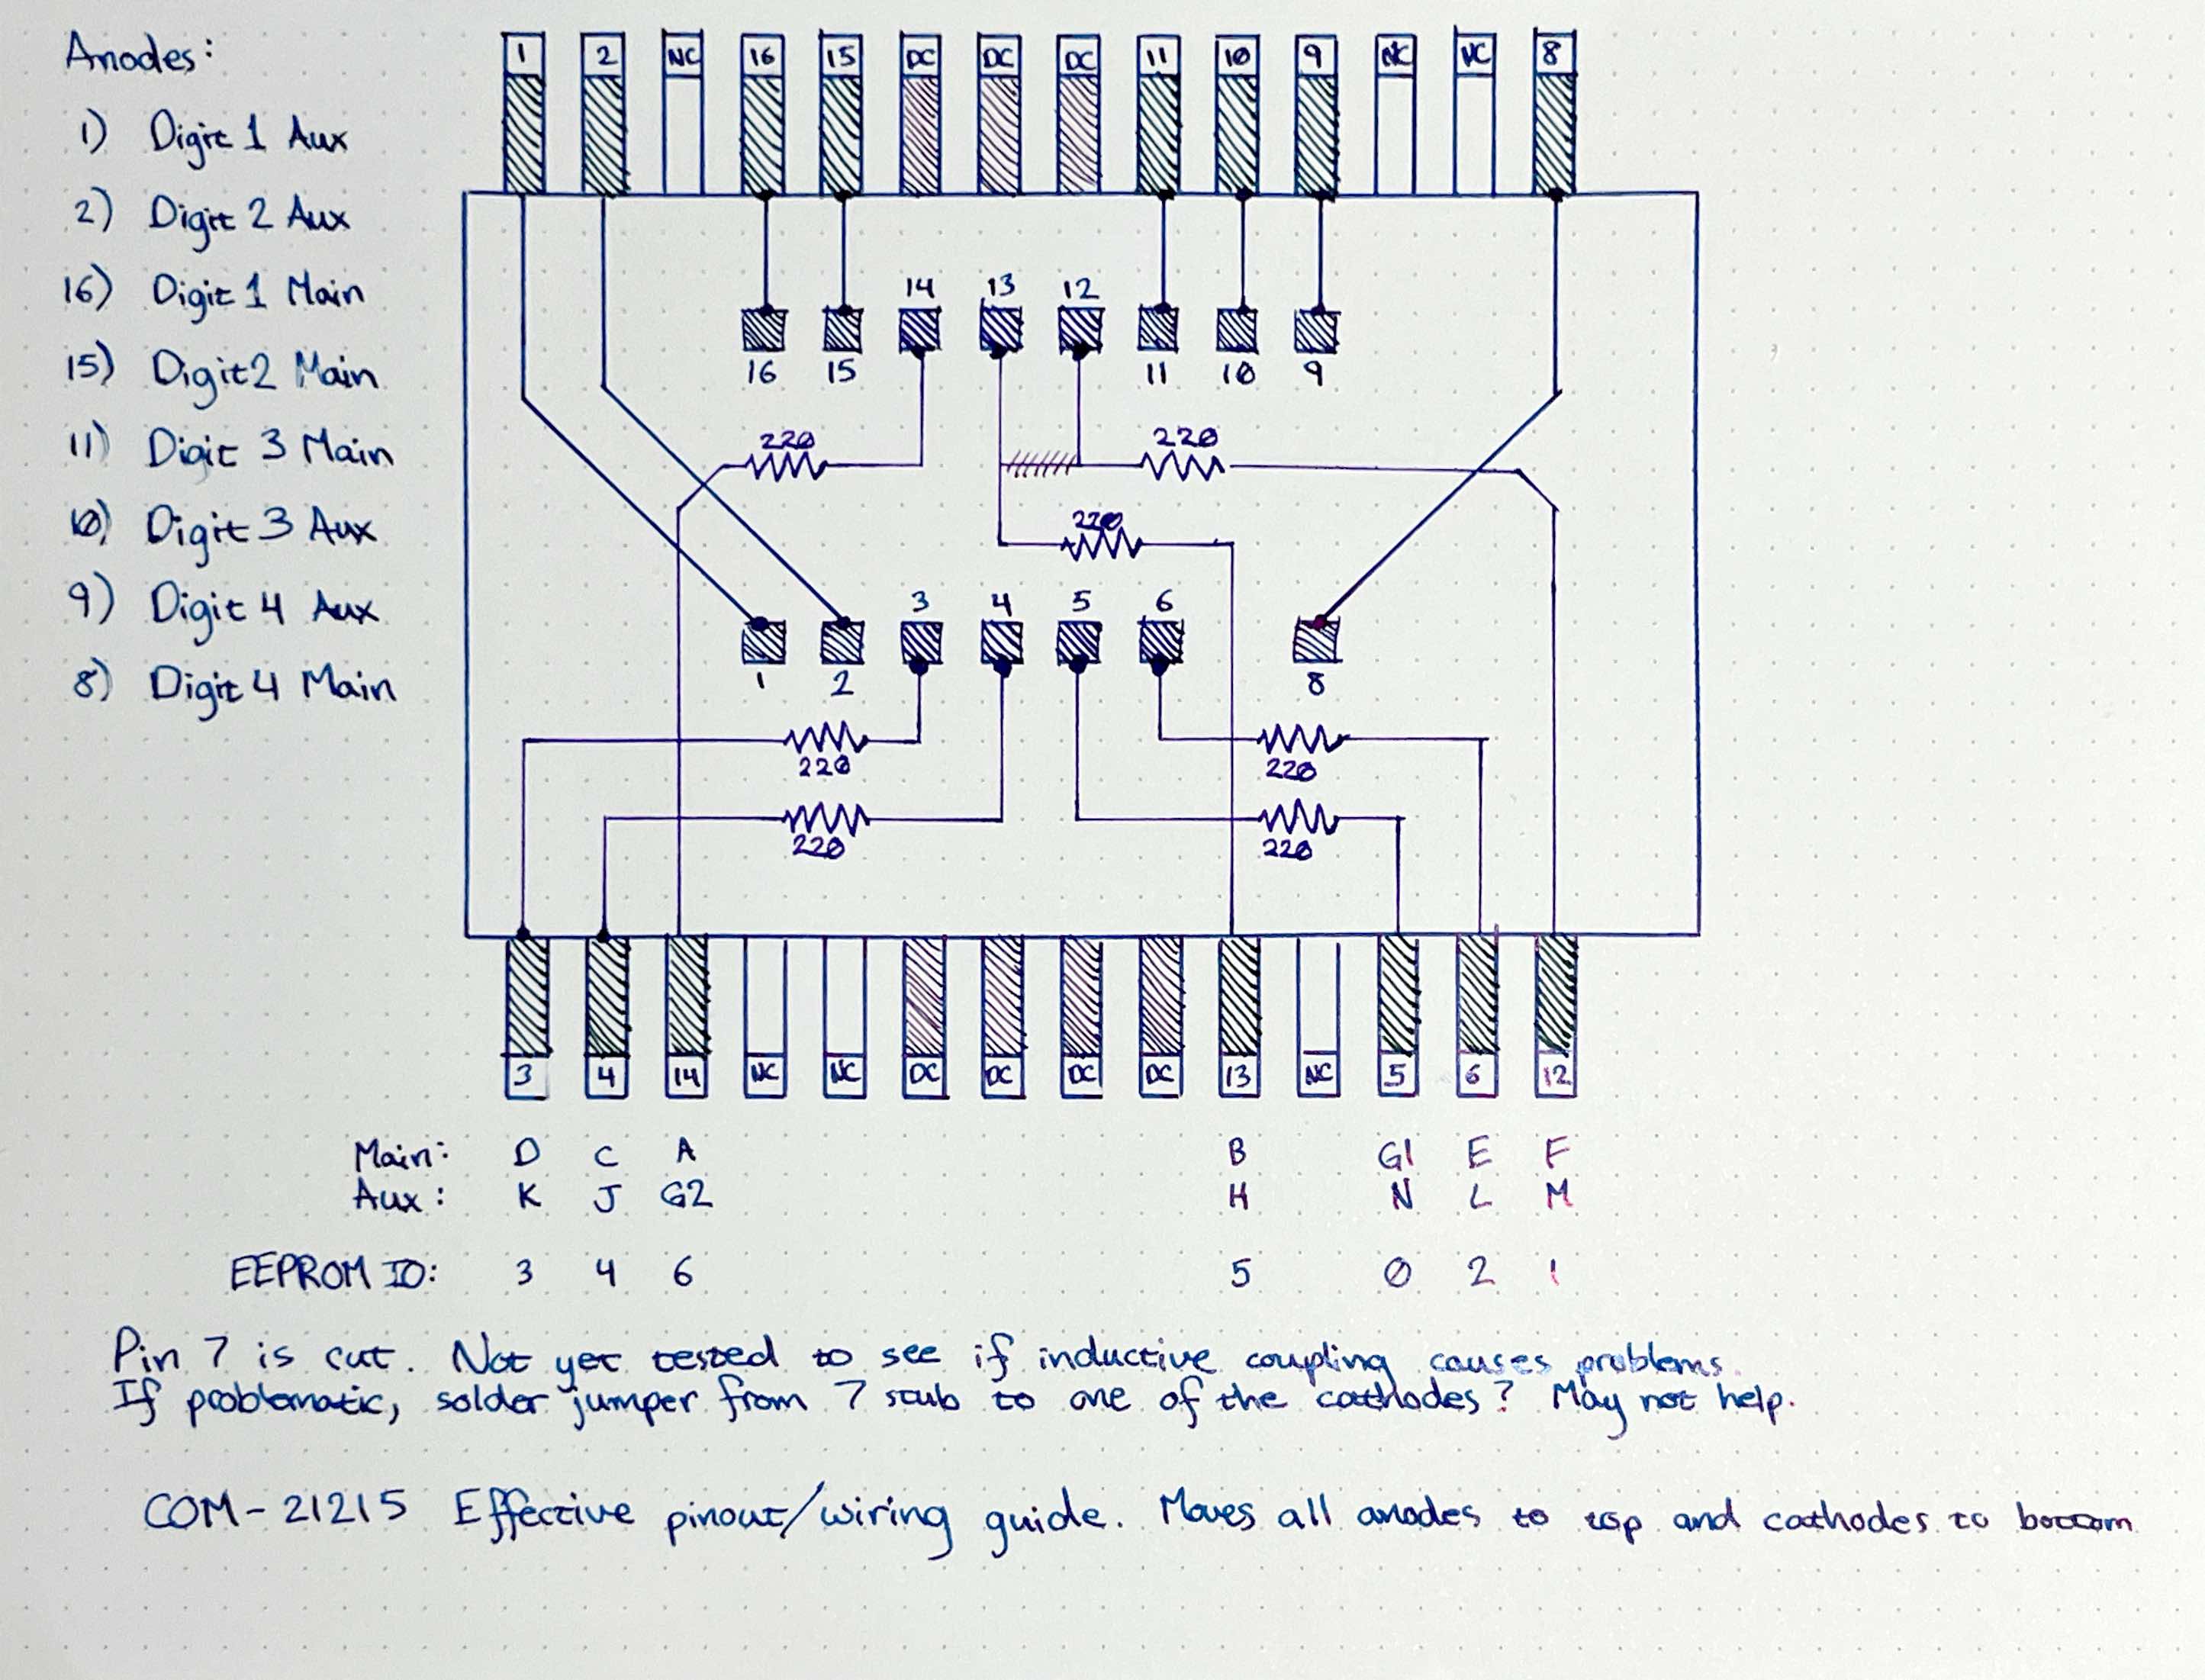 Anodes:
1) Digit 1 Aux
2) Digit 2 Aux
16) Digit 1 Main
15) Digit2 Main
11) Digit 3 Main
10) Digit 3 Aux
9) Digit 4 Aux
8) Digit 4 Main
1 2 NC 16 15 DC DC DC 11 10 9 NC NC 8
14 13 12
16 15 11 10 9
220 220
220
3 4 5 6
1 2 8
220 220
220 220
3 4 14 NC NC DC DC DC DC 13 NC 5 6 12
Main: D C A B G1 E F
Aux: K J G2 H N L M
EEPROM IO: 3 4 6 5 0 2 1
Pin 7 is cut. Not yet tested to see if inductive coupling causes problems.
If problematic, solder jumper from 7 stub to one of the cathodes? May not help.
COM-21215 Effective pinout/wiring guide. Moves all anodes to top and cathodes to bottom